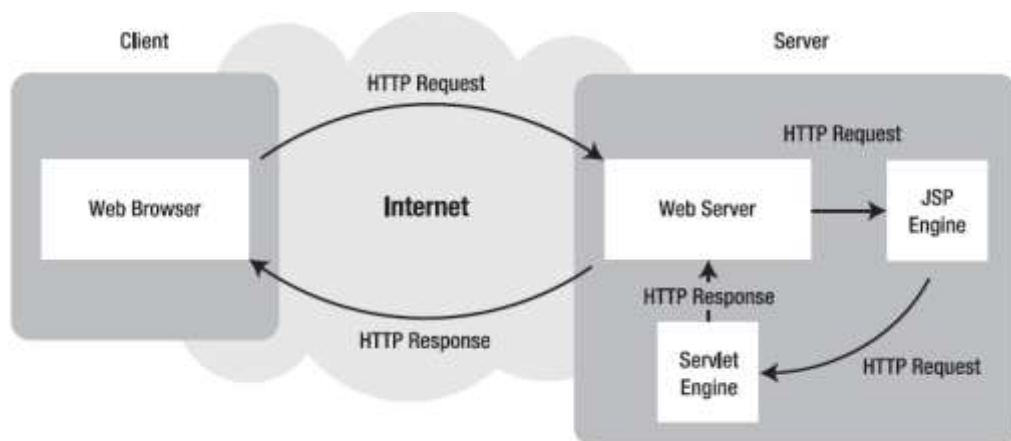 Client
Server
HTTP Request
HTTP Request
Web Browser
Internet
Web Server
JSP
Engine
HTTP Response
HTTP Response
Servlet
Engine
HTTP Request